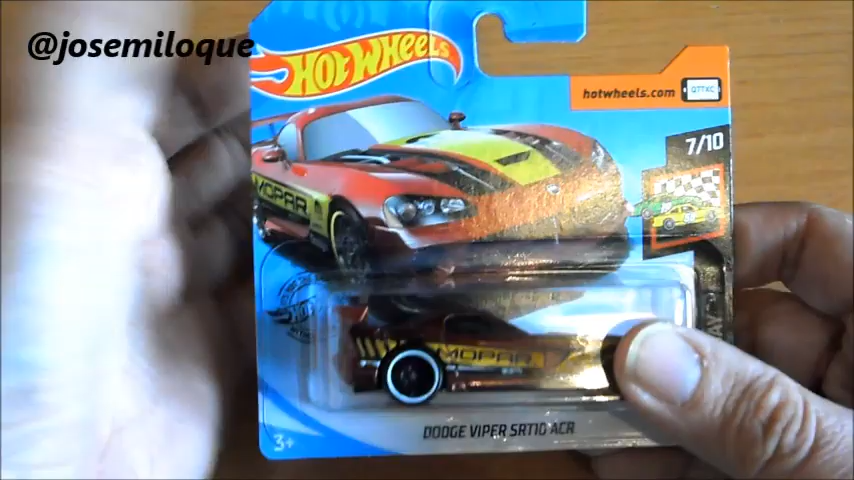 @josemiloque
HOT WHEELS
hotwheels.com
7/10
MOPAR
MOPAR
DODGE VIPER SRT10 ACR
3+